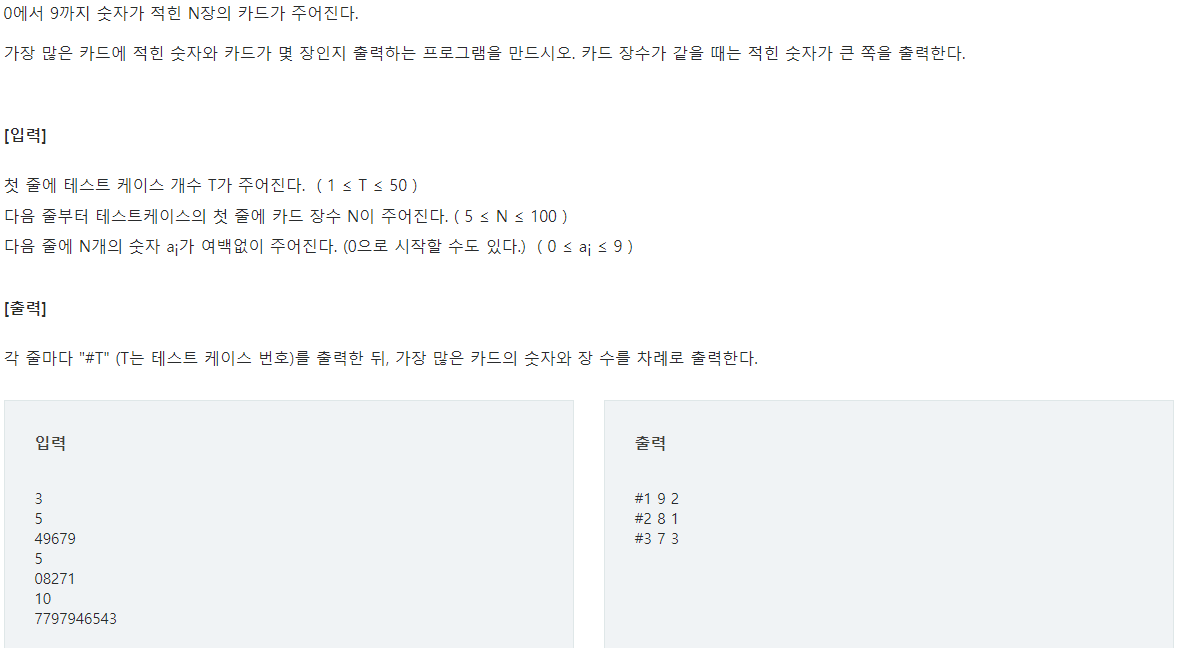 0에서 9까지 숫자가 적힌 N장의 카드가 주어진다.
가장 많은 카드에 적힌 숫자와 카드가 몇 장인지 출력하는 프로그램을 만드시오. 카드 장수가 같을 때는 적힌 숫자가 큰 쪽을 출력한다.
[입력]
첫 줄에 테스트 케이스 개수 T가 주어진다. ( 1 ≤ T ≤ 50 )
다음 줄부터 테스트케이스의 첫 줄에 카드 장수 N이 주어진다. ( 5 ≤ N ≤ 100 )
다음 줄에 N개의 숫자 ai가 여백없이 주어진다. (0으로 시작할 수도 있다.) ( 0 ≤ ai ≤ 9 )
[출력]
각 줄마다 "#T" (T는 테스트 케이스 번호)를 출력한 뒤, 가장 많은 카드의 숫자와 장 수를 차례로 출력한다.
입력
3
5
49679
5
08271
10
7797946543
출력
#1 9 2
#2 8 1
#3 7 3